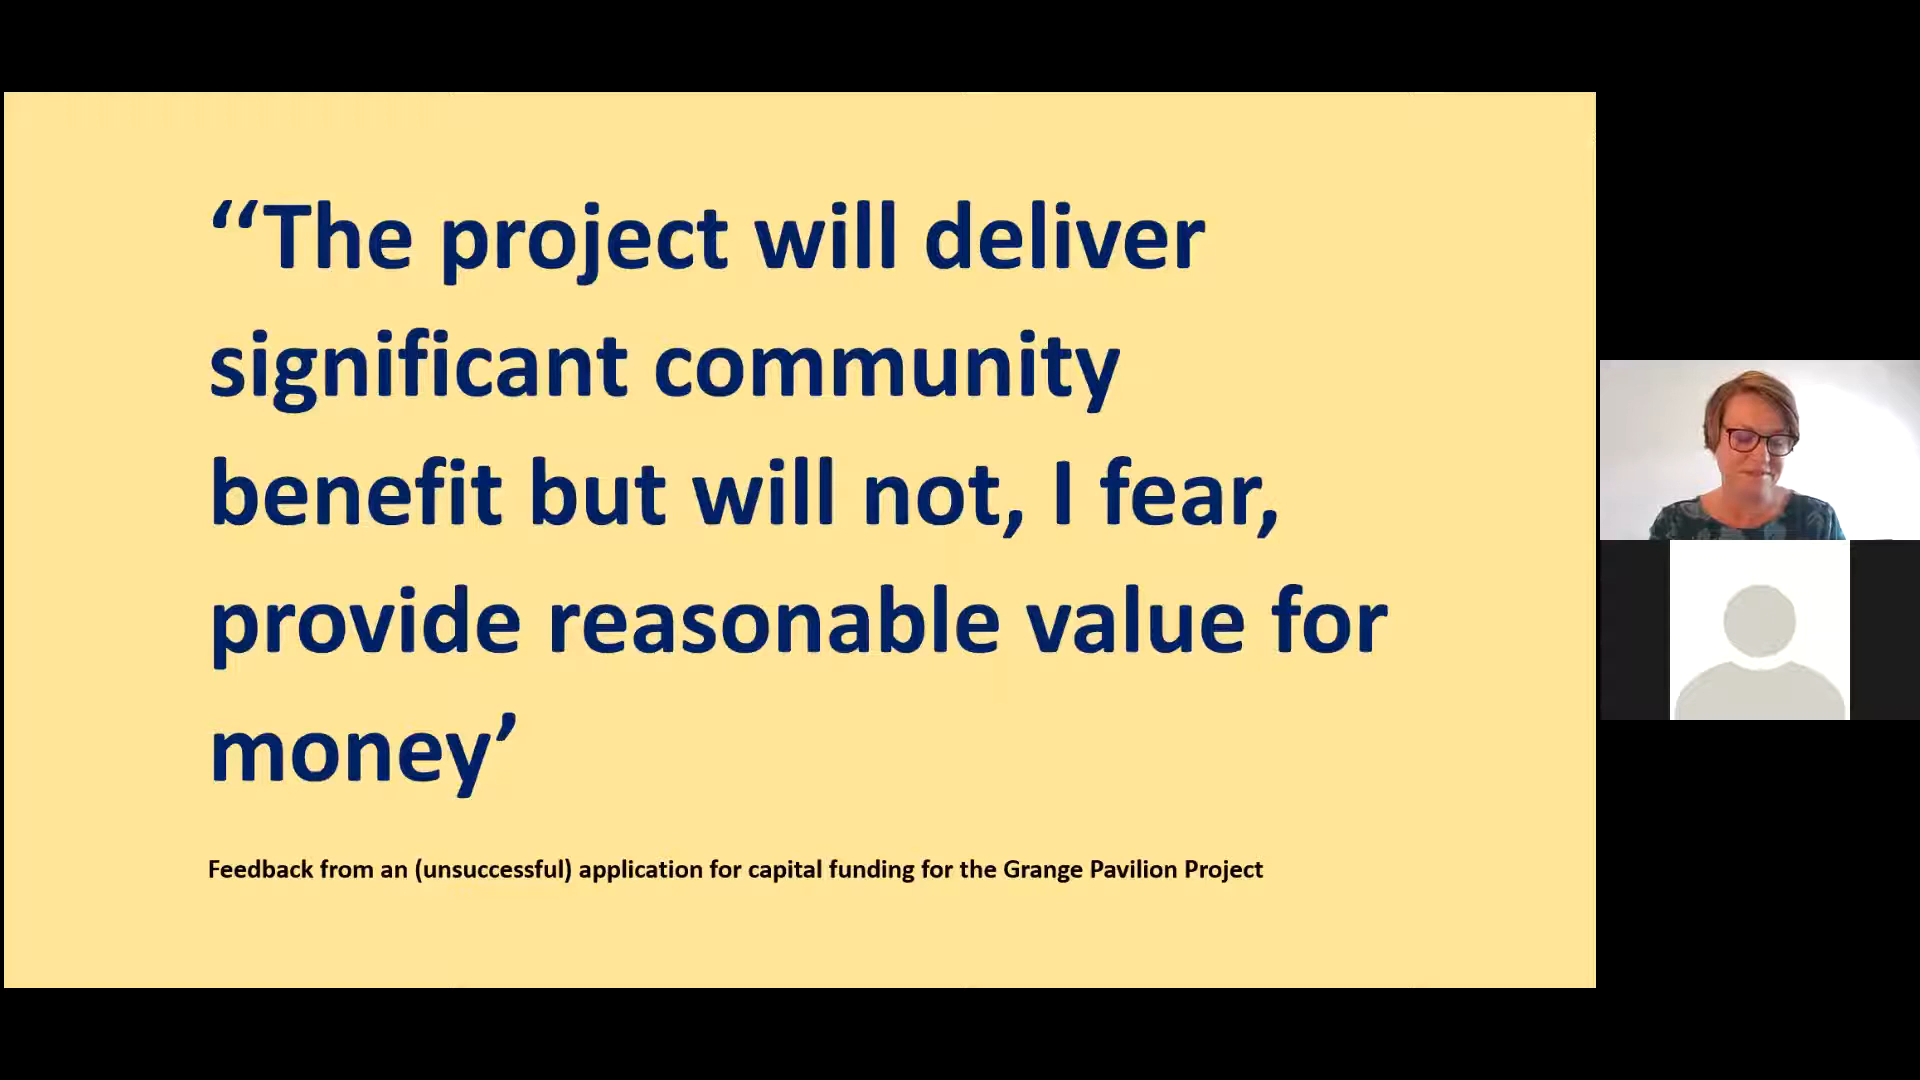 ‘‘The project will deliver
significant community
benefit but will not, I fear,
provide reasonable value for
money’
Feedback from an (unsuccessful) application for capital funding for the Grange Pavilion Project